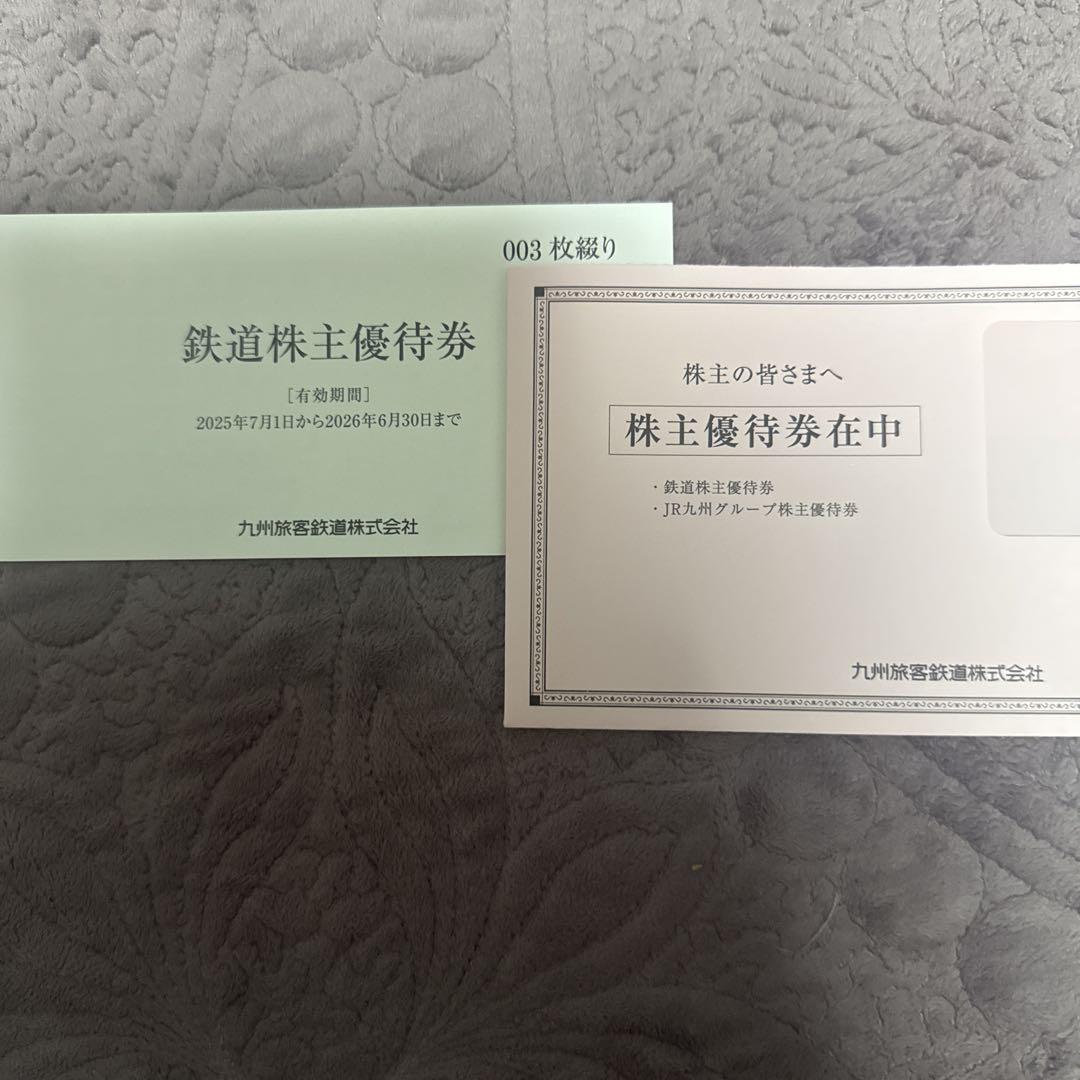 003 枚綴り
鉄道株主優待券
［有効期間］
2025年7月1日から2026年6月30日まで
九州旅客鉄道株式会社
株主の皆さまへ
株主優待券在中
・鉄道株主優待券
・JR九州グループ株主優待券
九州旅客鉄道株式会社